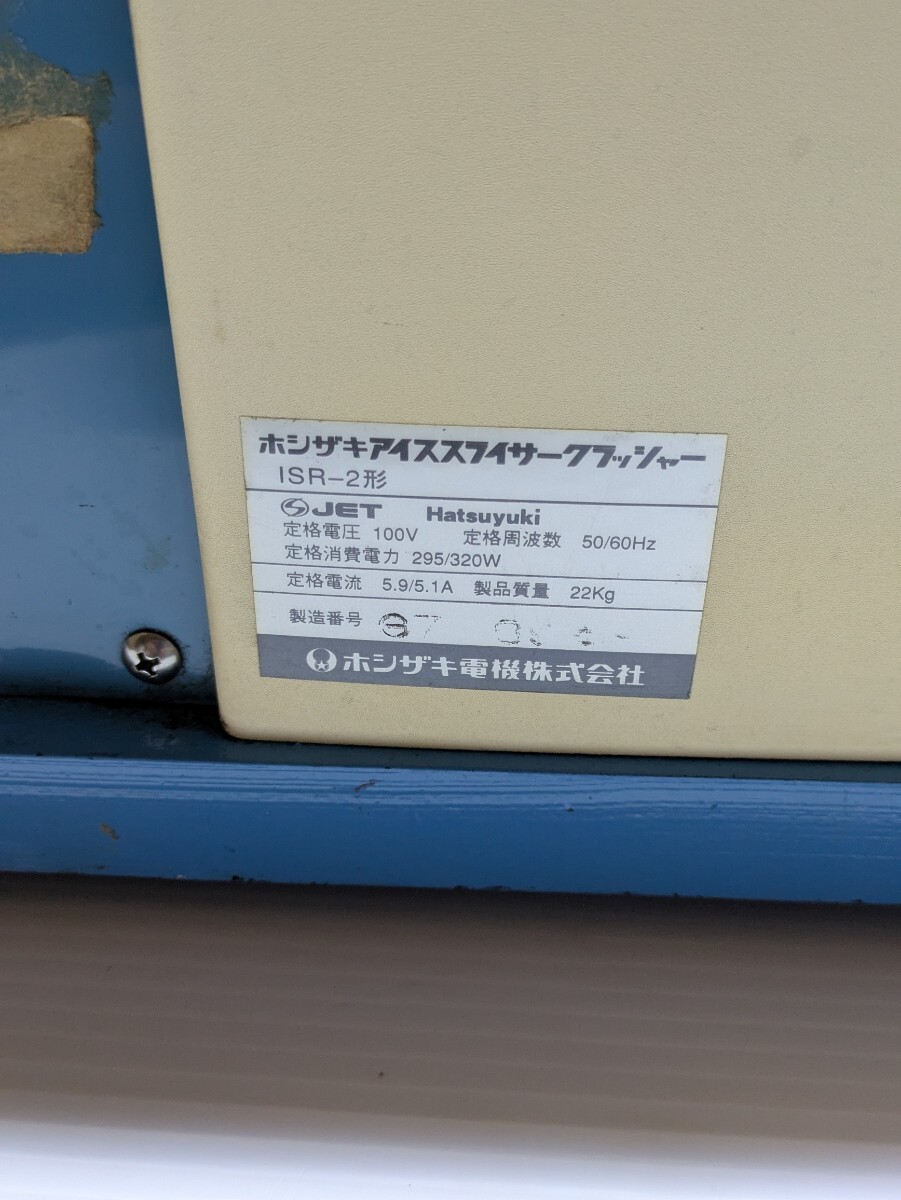 ホシザキアイススライサークラッシャー
ISR-2形
JET Hatsuyuki
定格電圧 100V 定格周波数 50/60Hz
定格消費電力 295/320W
定格電流 5.9/5.1A 製品質量 22Kg
製造番号
ホシザキ電機株式会社